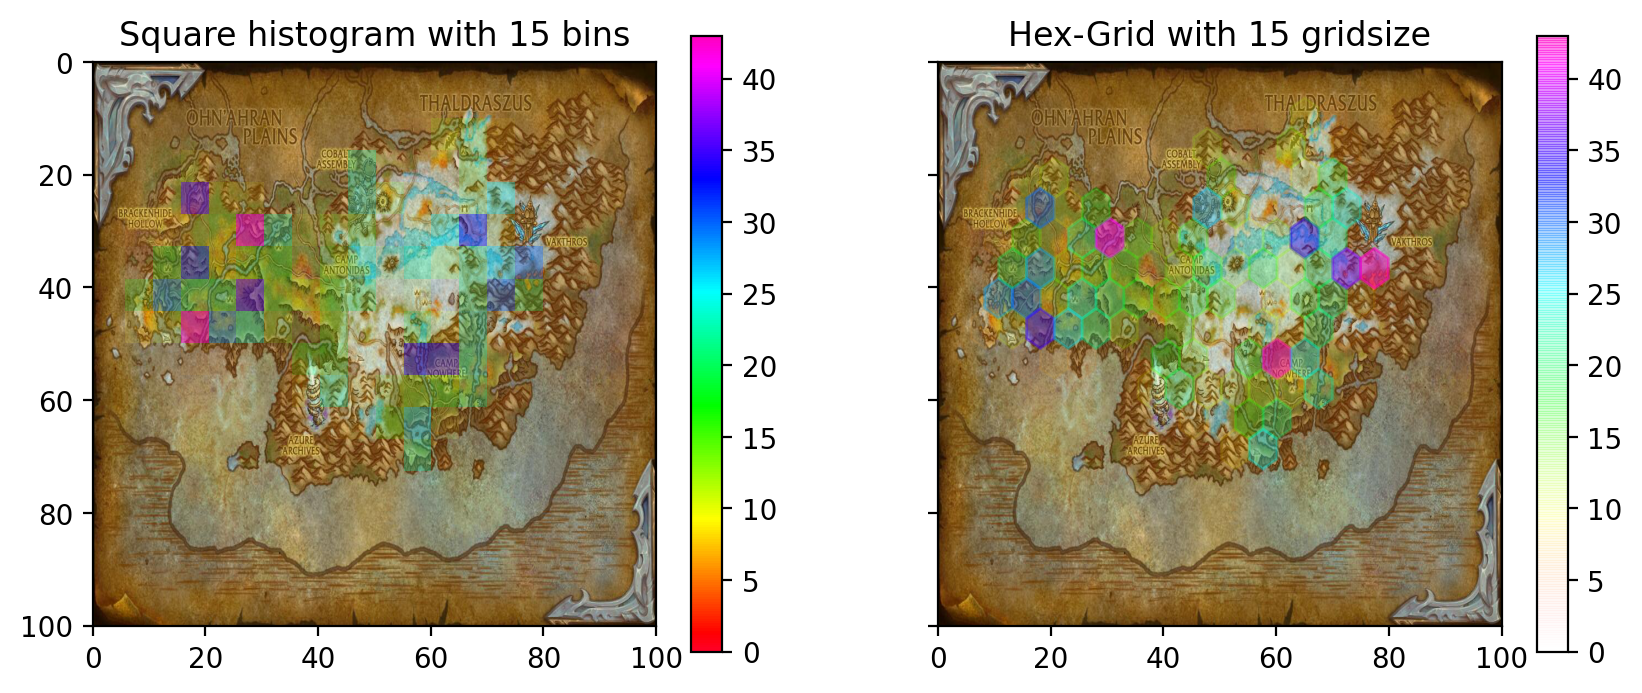 Square histogram with 15 bins
0
20
40
60
80
100
0
20
40
60
80
100
OHN'AHRAN
PLAINS
THALDRASZUS
COBALT
ASSEMBLY
BRACKENHIDE
HOLLOW
VAKTHROS
CAMP
ANTONIDAS
CAMP
NOWHERE
AZURE
ARCHIVES
40
35
30
25
20
15
10
5
0
Hex-Grid with 15 gridsize
OHN'AHRAN
PLAINS
THALDRASZUS
COBALT
ASSEMBLY
BRACKENHIDE
HOLLOW
VAKTHROS
CAMP
ANTONIDAS
CAMP
NOWHERE
AZURE
ARCHIVES
0
20
40
60
80
100
40
35
30
25
20
15
10
5
0